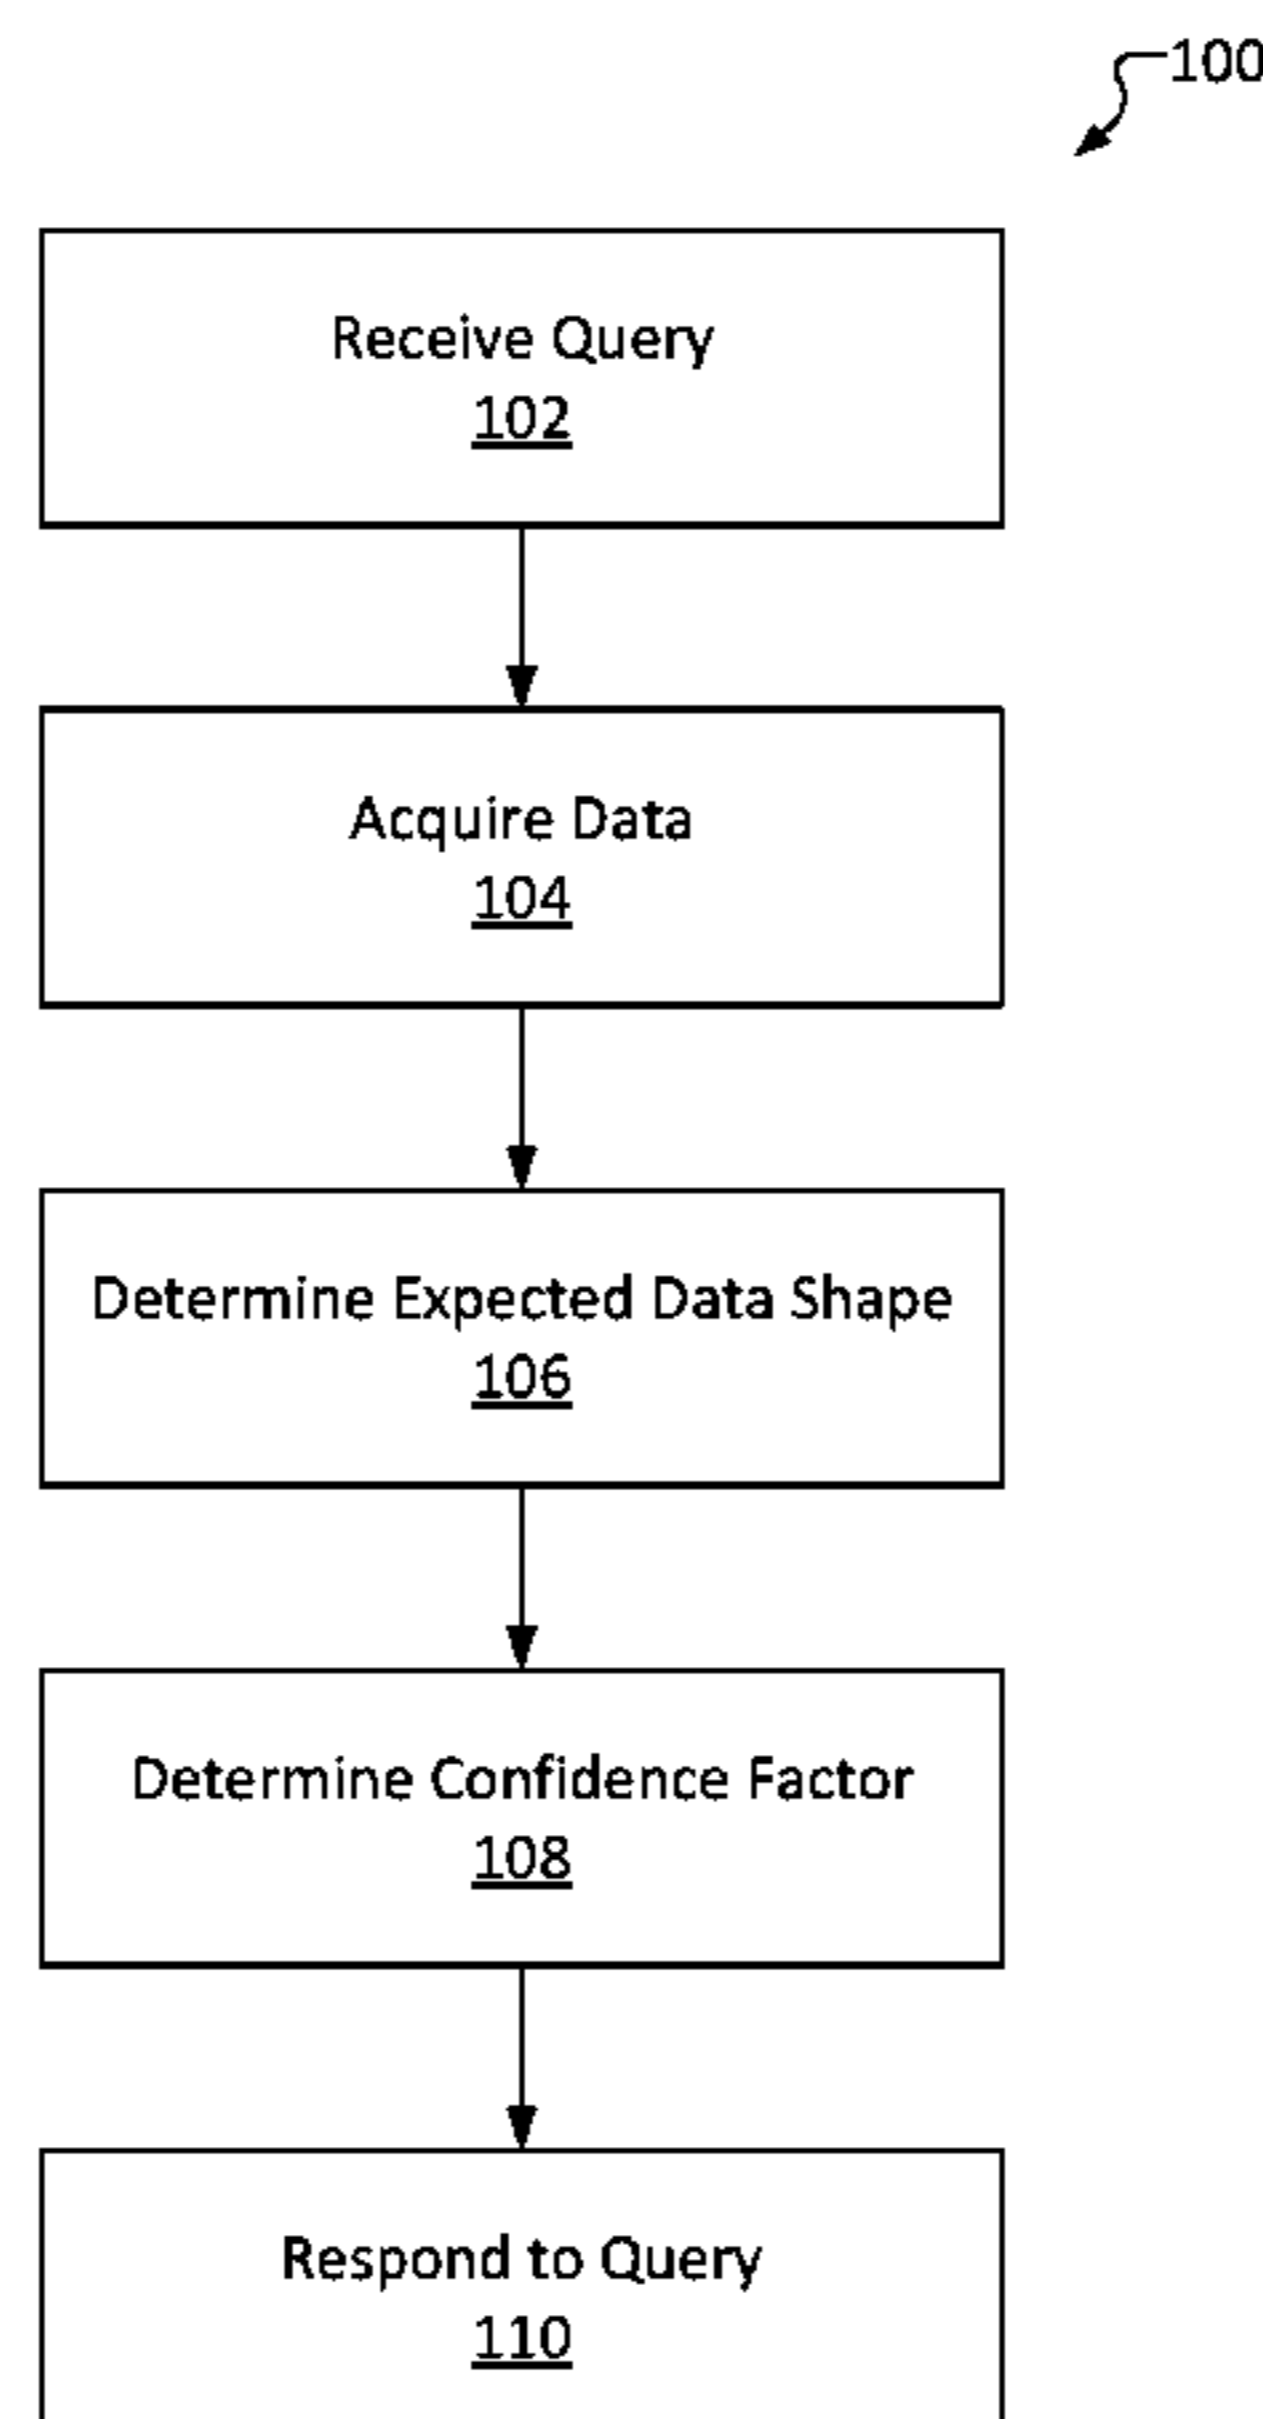 100
Receive Query
102
Acquire Data
104
Determine Expected Data Shape
106
Determine Confidence Factor
108
Respond to Query
110